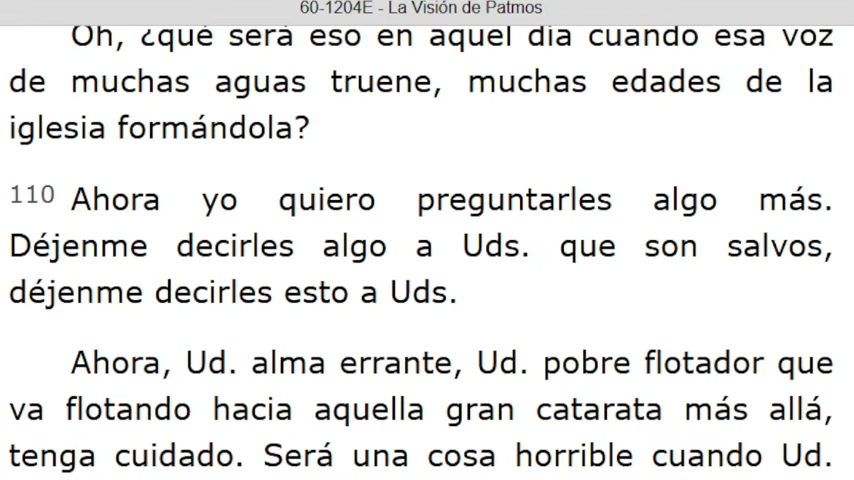 60-1204E - La Visión de Patmos
Oh, ¿qué será eso en aquel día cuando esa voz
de muchas aguas truene, muchas edades de la
iglesia formándola?
110 Ahora yo quiero preguntarles algo más.
Déjenme decirles algo a Uds. que son salvos,
déjenme decirles esto a Uds.
Ahora, Ud. alma errante, Ud. pobre flotador que
va flotando hacia aquella gran catarata más allá,
tenga cuidado. Será una cosa horrible cuando Ud.